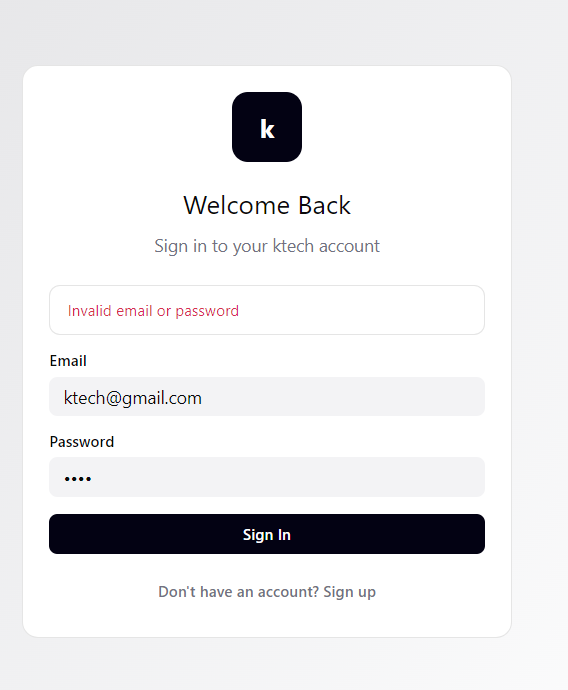 k
Welcome Back
Sign in to your ktech account
Invalid email or password
Email
ktech@gmail.com
Password
••••
Sign In
Don't have an account? Sign up